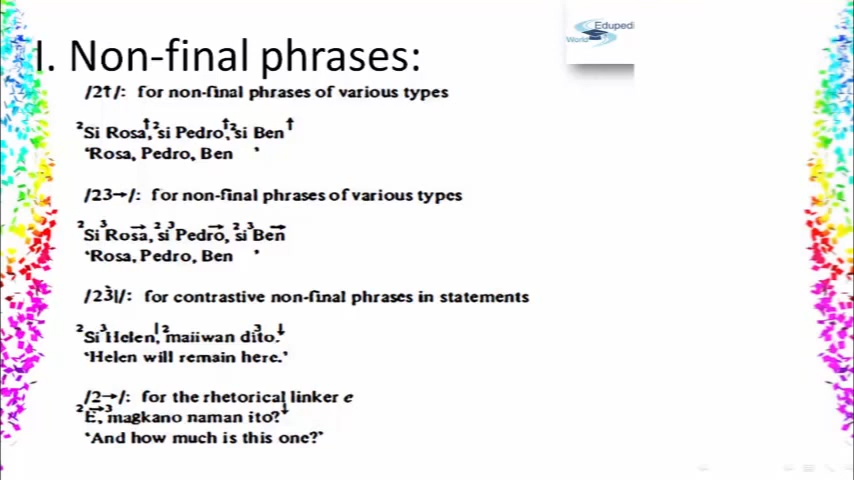 I. Non-final phrases:
Edupedi
World
/2↑/: for non-final phrases of various types
²Si Rosa,↑ ²si Pedro,↑ ²si Ben↑
‘Rosa, Pedro, Ben ’
/23→/: for non-final phrases of various types
²Si ³Rosa,→ ²si ³Pedro,→ ²si ³Ben→
‘Rosa, Pedro, Ben ’
/23̀|/: for contrastive non-final phrases in statements
²Si ³Helen,| ²maiiwan di³to.↓
‘Helen will remain here.’
/2→/: for the rhetorical linker e
²E,→ ³magkano naman ito?↓
‘And how much is this one?’